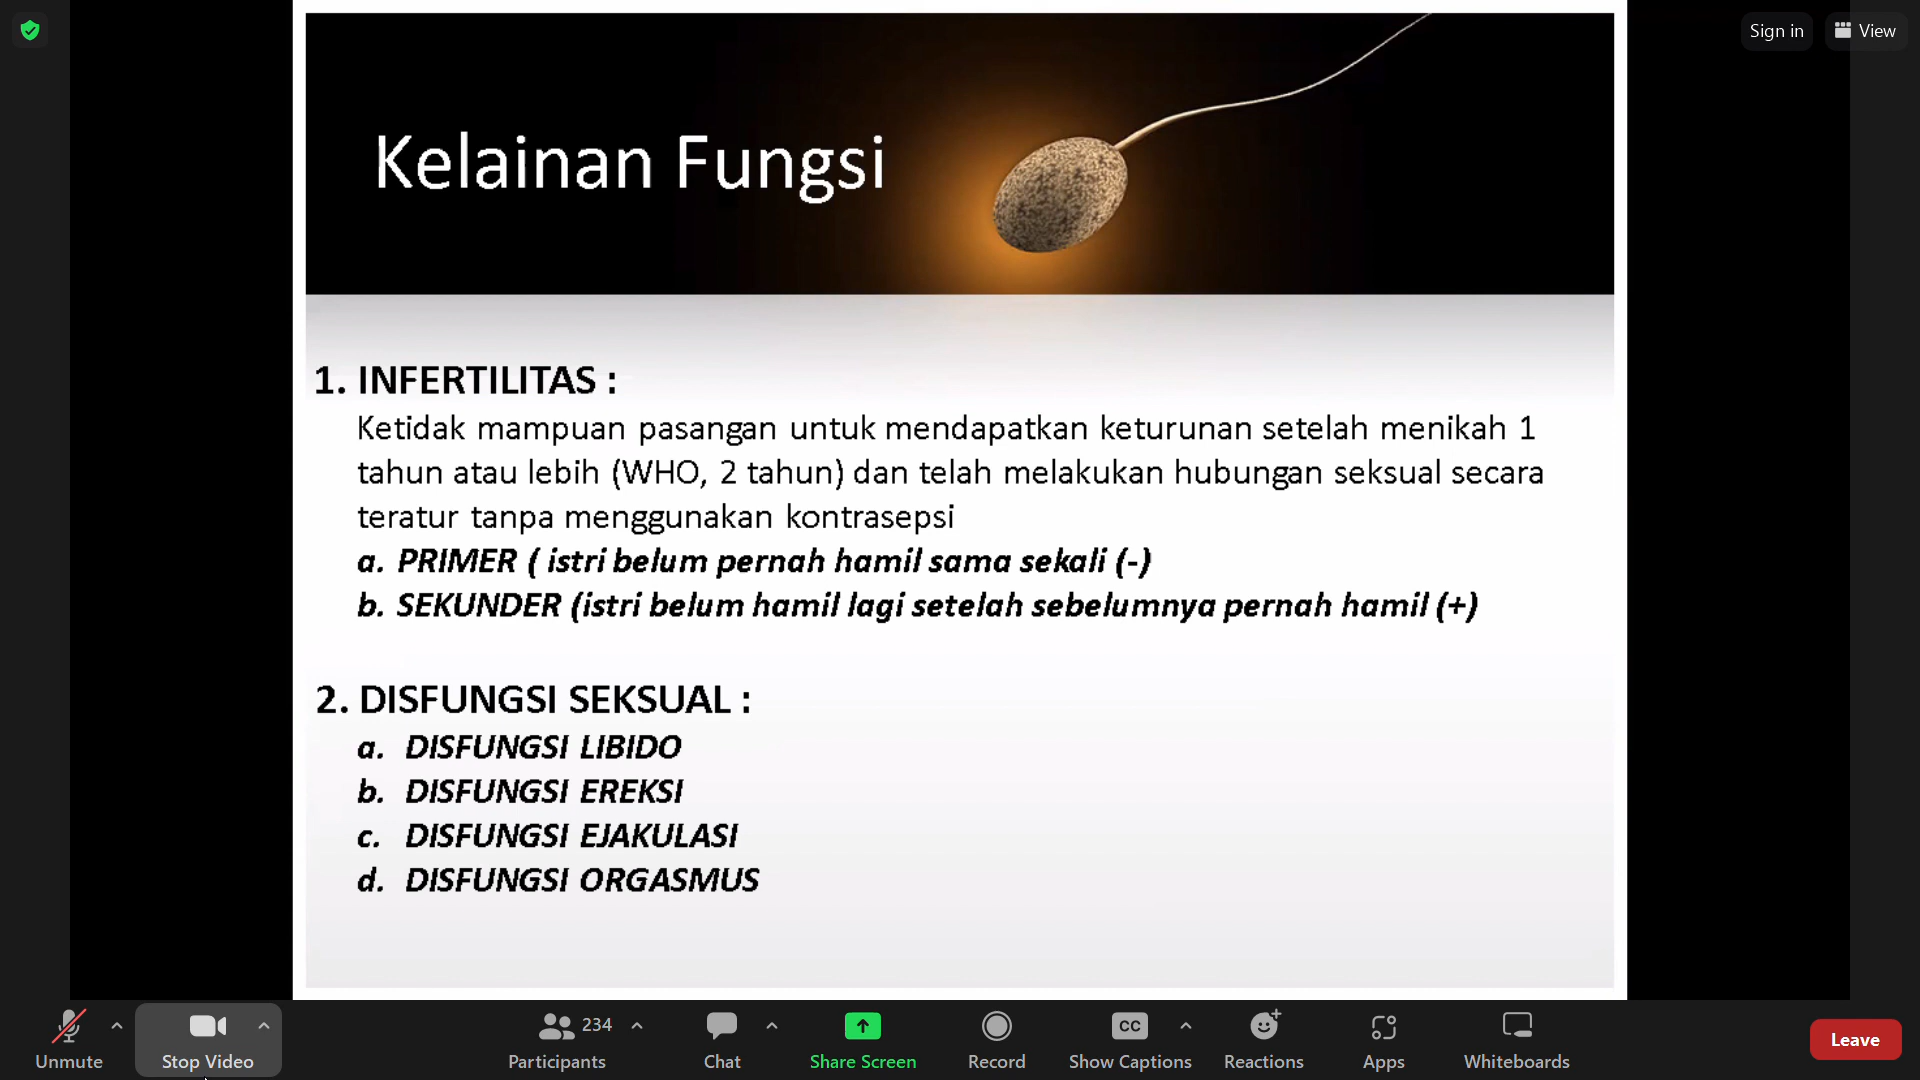 Sign in
View
Kelainan Fungsi
1. INFERTILITAS :
Ketidak mampuan pasangan untuk mendapatkan keturunan setelah menikah 1
tahun atau lebih (WHO, 2 tahun) dan telah melakukan hubungan seksual secara
teratur tanpa menggunakan kontrasepsi
a. PRIMER ( istri belum pernah hamil sama sekali (-)
b. SEKUNDER (istri belum hamil lagi setelah sebelumnya pernah hamil (+)
2. DISFUNGSI SEKSUAL :
a. DISFUNGSI LIBIDO
b. DISFUNGSI EREKSI
c. DISFUNGSI EJAKULASI
d. DISFUNGSI ORGASMUS
234
CC
Unmute
Stop Video
Participants
Chat
Share Screen
Record
Show Captions
Reactions
Apps
Whiteboards
Leave